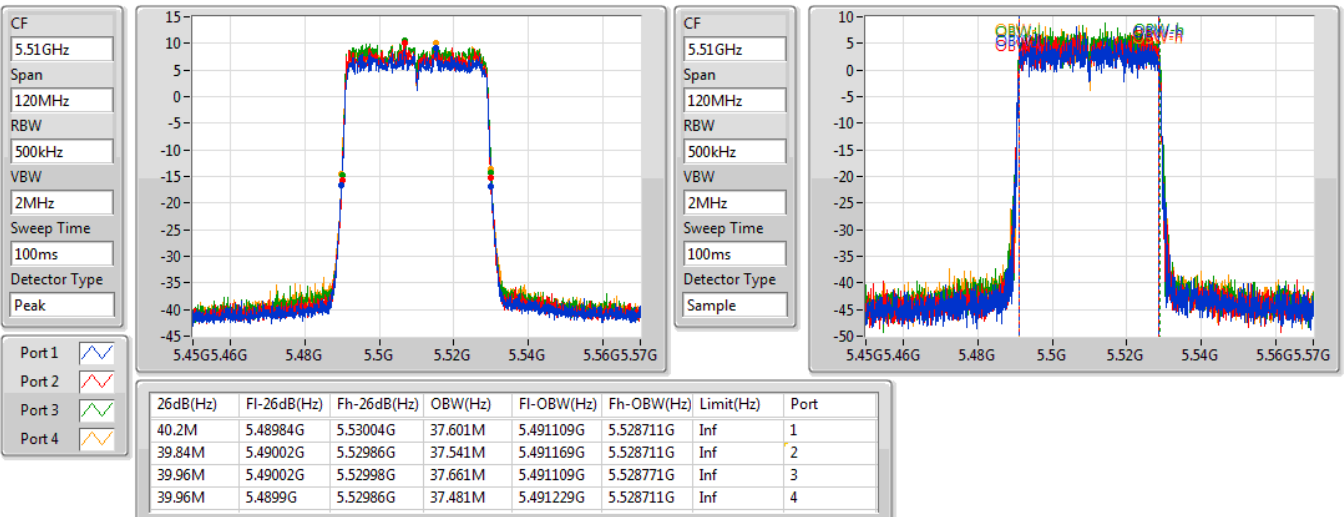 CF
5.51GHz
Span
120MHz
RBW
500kHz
VBW
2MHz
Sweep Time
100ms
Detector Type
Peak
Port 1
Port 2
Port 3
Port 4
15
10
5
0
-5
-10
-15
-20
-25
-30
-35
-40
-45
5.45G 5.46G 5.48G 5.5G 5.52G 5.54G 5.56G 5.57G
CF
5.51GHz
Span
120MHz
RBW
500kHz
VBW
2MHz
Sweep Time
100ms
Detector Type
Sample
10
5
0
-5
-10
-15
-20
-25
-30
-35
-40
-45
-50
5.45G 5.46G 5.48G 5.5G 5.52G 5.54G 5.56G 5.57G
26dB(Hz) Fl-26dB(Hz) Fh-26dB(Hz) OBW(Hz) Fl-OBW(Hz) Fh-OBW(Hz) Limit(Hz) Port
40.2M 5.48984G 5.53004G 37.601M 5.491109G 5.528711G Inf 1
39.84M 5.49002G 5.52986G 37.541M 5.491169G 5.528711G Inf 2
39.96M 5.49002G 5.52998G 37.661M 5.491109G 5.528771G Inf 3
39.96M 5.4899G 5.52986G 37.481M 5.491229G 5.528711G Inf 4